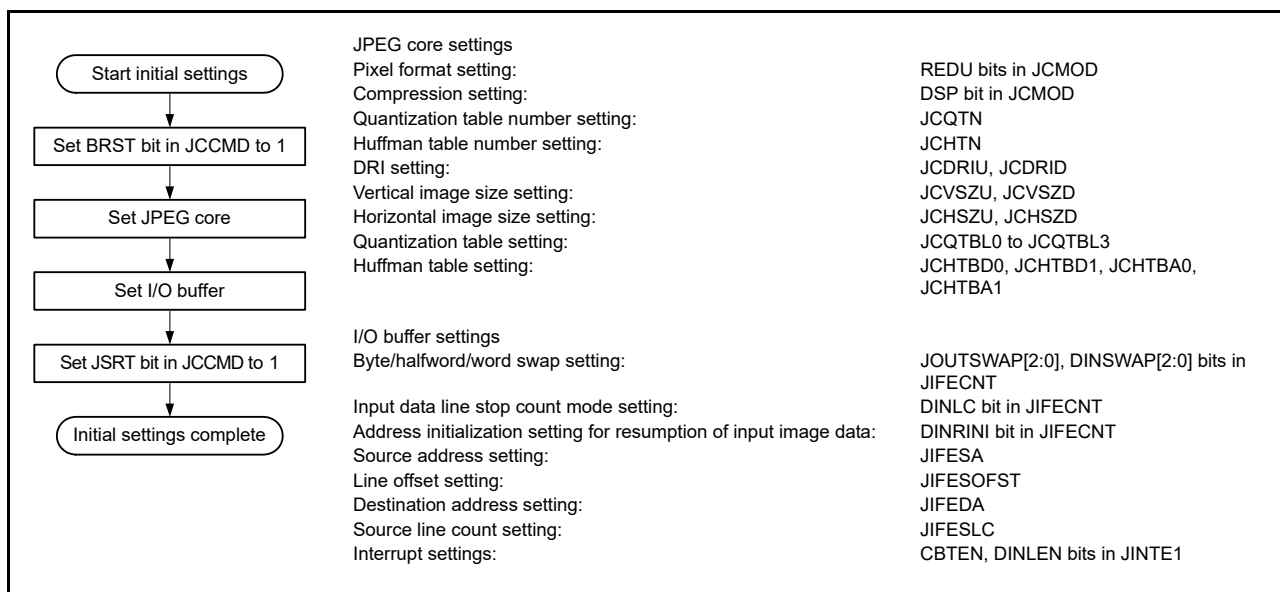 Start initial settings
Set BRST bit in JCCMD to 1
Set JPEG core
Set I/O buffer
Set JSRT bit in JCCMD to 1
Initial settings complete
JPEG core settings
Pixel format setting: REDU bits in JCMOD
Compression setting: DSP bit in JCMOD
Quantization table number setting: JCQTN
Huffman table number setting: JCHTN
DRI setting: JCDRIU, JCDRID
Vertical image size setting: JCVSZU, JCVSZD
Horizontal image size setting: JCHSZU, JCHSZD
Quantization table setting: JCQTBL0 to JCQTBL3
Huffman table setting: JCHTBD0, JCHTBD1, JCHTBA0,
JCHTBA1
I/O buffer settings
Byte/halfword/word swap setting: JOUTSWAP[2:0], DINSWAP[2:0] bits in
JIFECNT
Input data line stop count mode setting: DINLC bit in JIFECNT
Address initialization setting for resumption of input image data: DINRINI bit in JIFECNT
Source address setting: JIFESA
Line offset setting: JIFESOFST
Destination address setting: JIFEDA
Source line count setting: JIFESLC
Interrupt settings: CBTEN, DINLEN bits in JINTE1